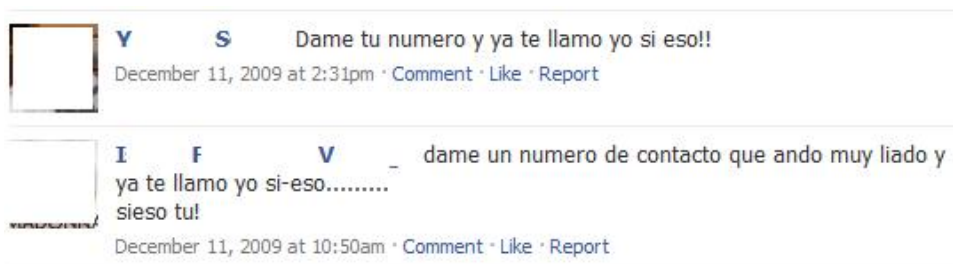 Y S Dame tu numero y ya te llamo yo si eso!!
December 11, 2009 at 2:31pm · Comment · Like · Report
I F V _ dame un numero de contacto que ando muy liado y
ya te llamo yo si-eso.........
sieso tu!
December 11, 2009 at 10:50am · Comment · Like · Report